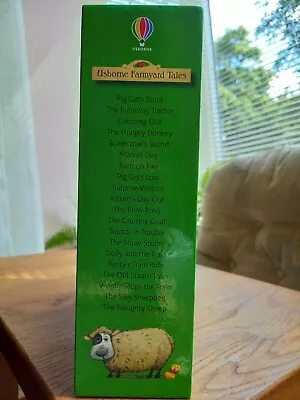 USBORNE
Usborne Farmyard Tales
Pig Gets Stuck
The Runaway Tractor
Camping Out
The Hungry Donkey
Scarecrow's Secret
Market Day
Barn on Fire
Pig Gets Lost
Surprise Visitors
Kitten's Day Out
The New Pony
The Grumpy Goat
Tractor in Trouble
The Snow Storm
Dolly and the Train
Rusty's Train Ride
The Old Steam Train
Woolly Stops the Train
The Silly Sheepdog
The Naughty Sheep